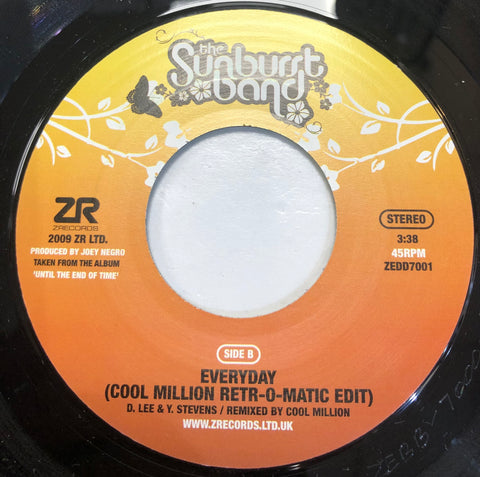 the
Sunburst
band
ZR
ZRECORDS
2009 ZR LTD.
PRODUCED BY JOEY NEGRO
TAKEN FROM THE ALBUM
'UNTIL THE END OF TIME'
STEREO
3:38
45RPM
ZEDD7001
SIDE B
EVERYDAY
(COOL MILLION RETR-O-MATIC EDIT)
D. LEE & Y. STEVENS / REMIXED BY COOL MILLION
WWW.ZRECORDS.LTD.UK